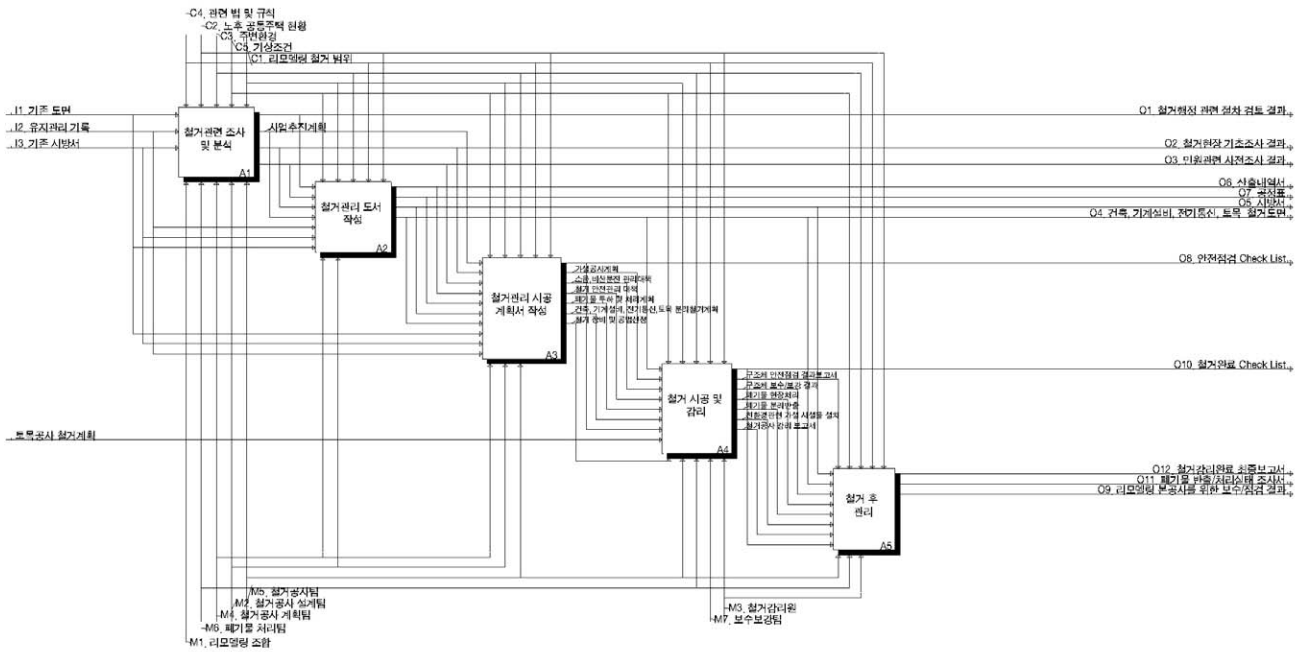 C4. 관련 법 및 규칙
C2. 노후 공동주택 현황
C3. 주변환경
C5. 기상조건
C1. 리모델링 철거 범위
I1. 기존 도면
I2. 유지관리 기록
I3. 기존 시방서
철거관련 조사
및 분석
A1
사업추진계획
O1. 철거행정 관련 절차 검토 결과
O2. 철거현장 기초조사 결과
O3. 민원관련 사전조사 결과
철거관리 도서
작성
A2
O6. 산출내역서
O7. 공정표
O5. 시방서
O4. 건축, 기계설비, 전기통신, 토목 철거도면
철거관리 시공
계획서 작성
A3
가설공사계획
소음, 비산분진 관리대책
철거 안전관리 대책
폐기물 투하 및 처리계획
건축, 기계설비, 전기통신,토목 분리철거계획
철거 장비 및 공법선정
O8. 안전점검 Check List.
철거 시공 및
감리
A4
구조체 안전점검 결과보고서
구조체 보수/보강 결과
폐기물 현장처리
폐기물 분리반출
친환경관련 가설 시설물 설치
철거공사 감리 보고서
O10. 철거완료 Check List.
토목공사 철거계획
철거 후
관리
A5
O12. 철거감리완료 최종보고서
O11. 폐기물 반출/처리실태 조사서
O9. 리모델링 본공사를 위한 보수/점검 결과
M5. 철거공사팀
M2. 철거공사 설계팀
M4. 철거공사 계획팀
M6. 폐기물 처리팀
M1. 리모델링 조합
M3. 철거감리원
M7. 보수보강팀